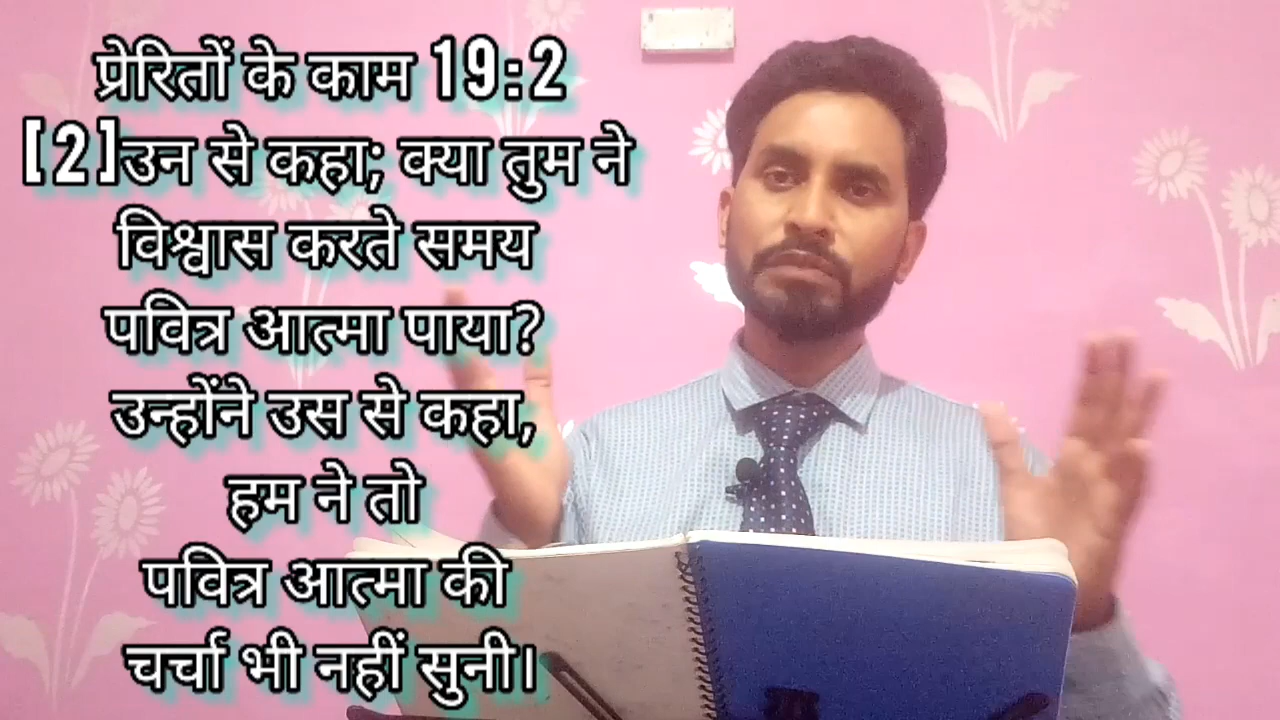 प्रेरितों के काम 19:2
[2]उन से कहा; क्या तुम ने
विश्वास करते समय
पवित्र आत्मा पाया?
उन्होंने उस से कहा,
हम ने तो
पवित्र आत्मा की
चर्चा भी नहीं सुनी।